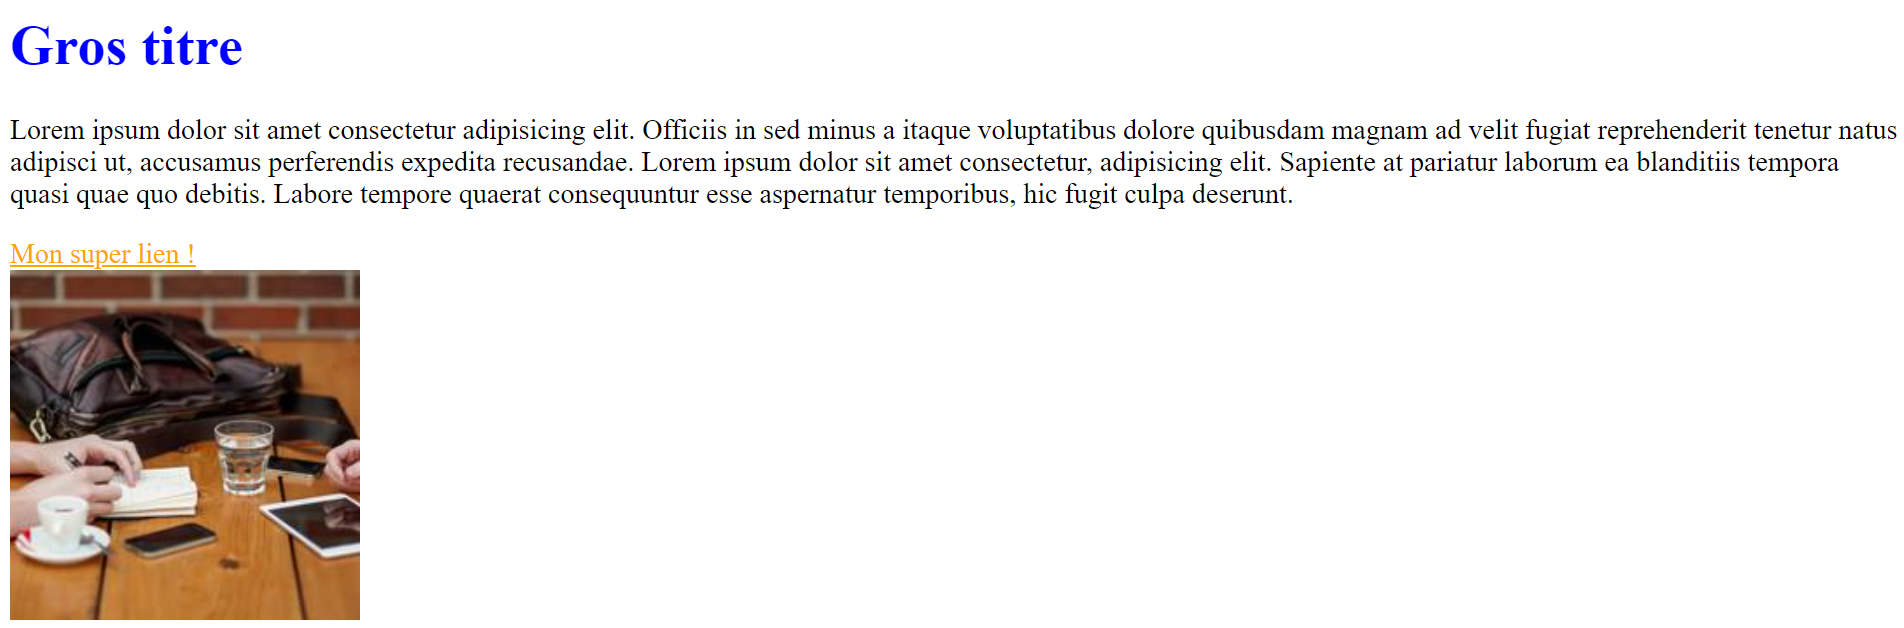 Gros titre
Lorem ipsum dolor sit amet consectetur adipisicing elit. Officiis in sed minus a itaque voluptatibus dolore quibusdam magnam ad velit fugiat reprehenderit tenetur natus
adipisci ut, accusamus perferendis expedita recusandae. Lorem ipsum dolor sit amet consectetur, adipisicing elit. Sapiente at pariatur laborum ea blanditiis tempora
quasi quae quo debitis. Labore tempore quaerat consequuntur esse aspernatur temporibus, hic fugit culpa deserunt.
Mon super lien !